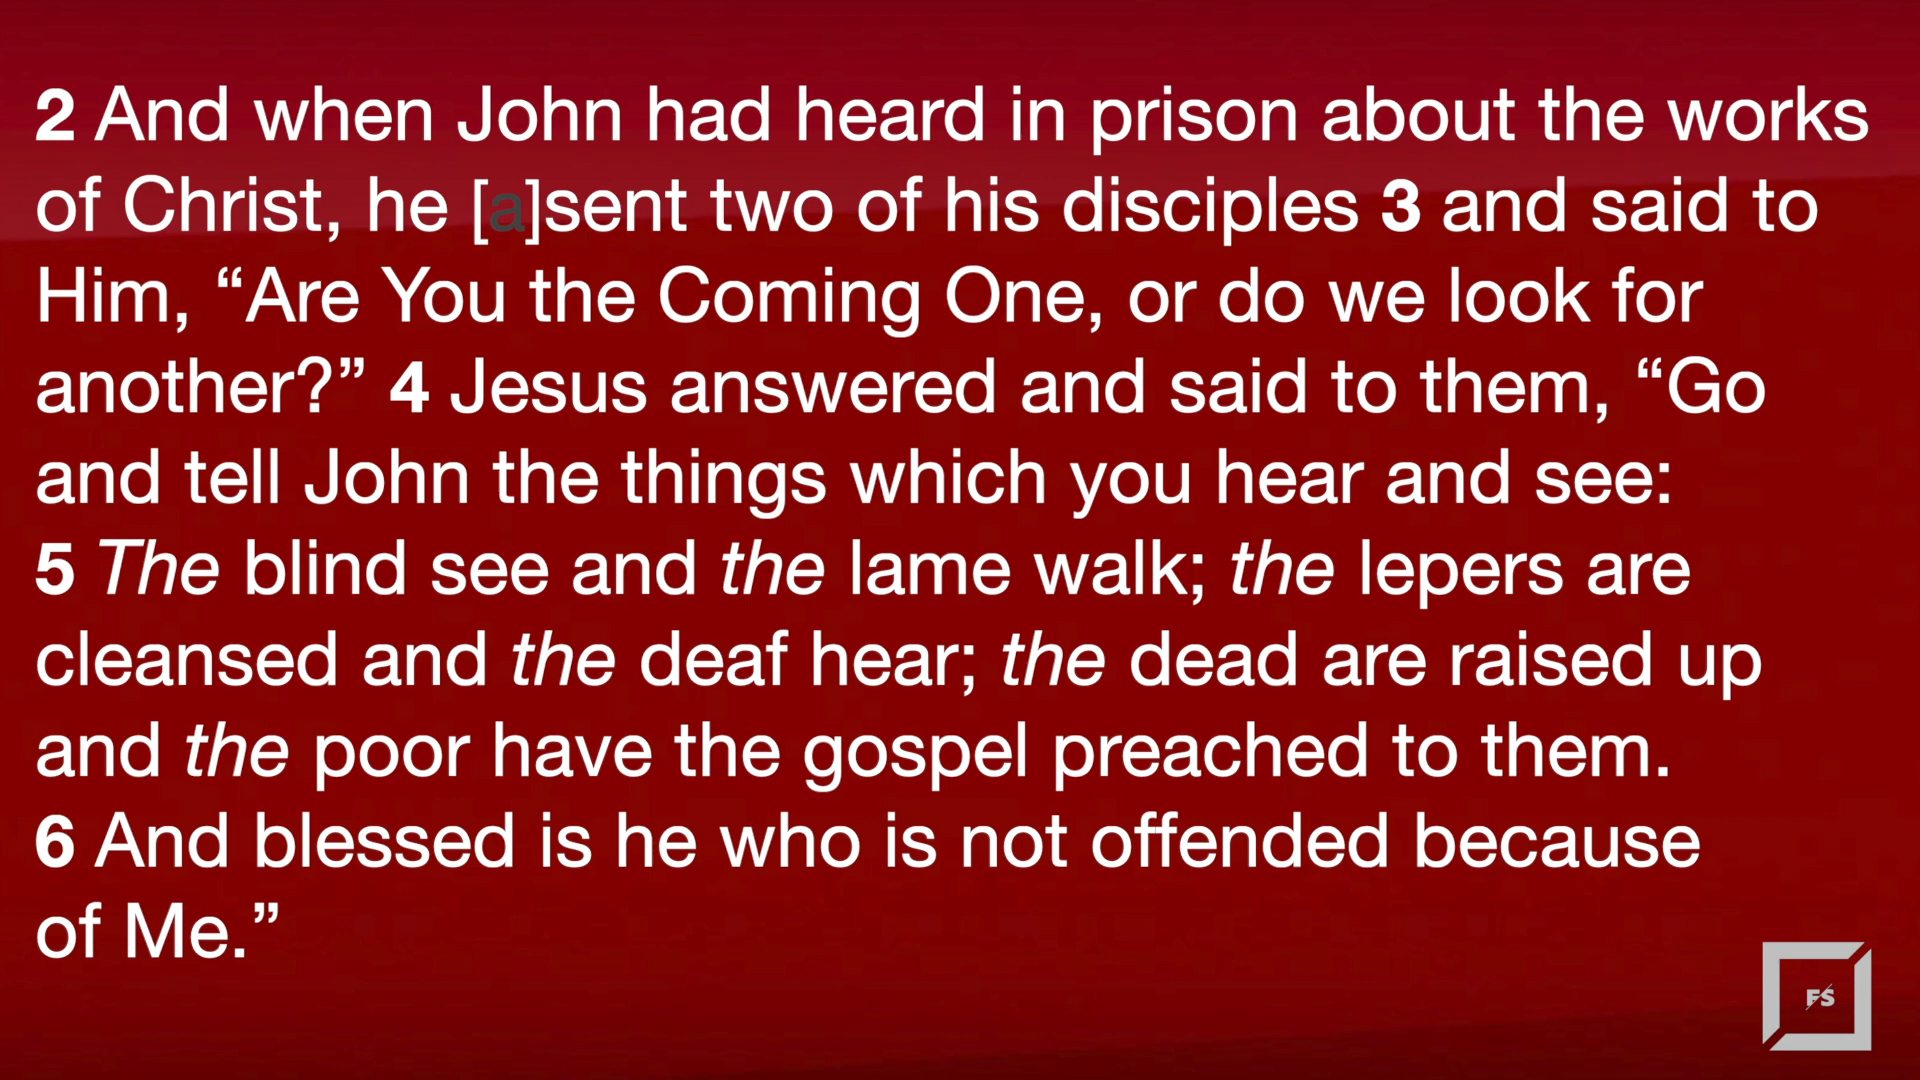 2 And when John had heard in prison about the works
of Christ, he [a]sent two of his disciples 3 and said to
Him, “Are You the Coming One, or do we look for
another?” 4 Jesus answered and said to them, “Go
and tell John the things which you hear and see:
5 The blind see and the lame walk; the lepers are
cleansed and the deaf hear; the dead are raised up
and the poor have the gospel preached to them.
6 And blessed is he who is not offended because
of Me.”
FS